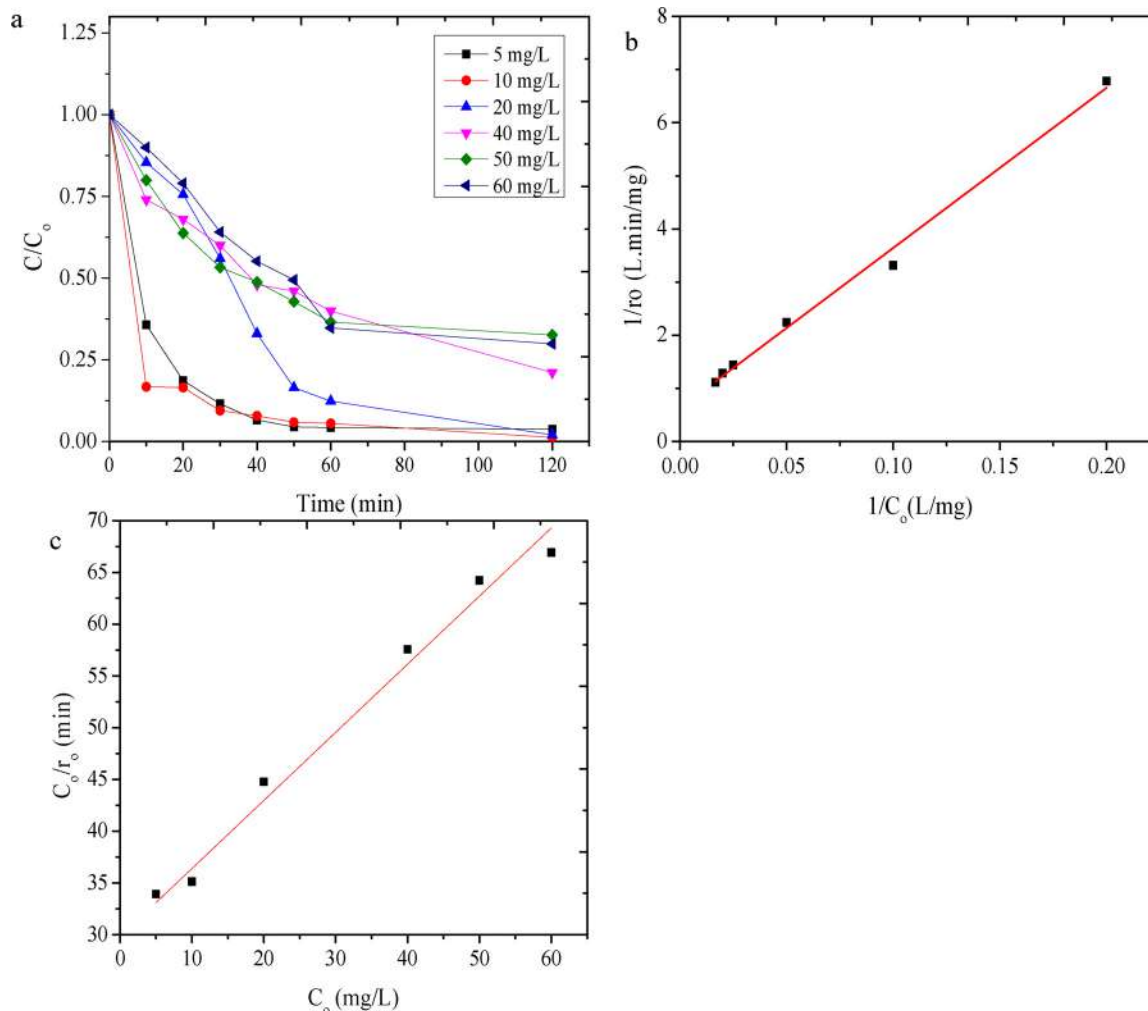 a
1.25
1.00
0.75
0.50
0.25
0.00
C/Co
0 20 40 60 80 100 120
Time (min)
5 mg/L
10 mg/L
20 mg/L
40 mg/L
50 mg/L
60 mg/L
b
8
6
4
2
0
1/ro (L.min/mg)
0.00 0.05 0.10 0.15 0.20
1/Co(L/mg)
c
70
65
60
55
50
45
40
35
30
Co/ro (min)
0 10 20 30 40 50 60
Co (mg/L)